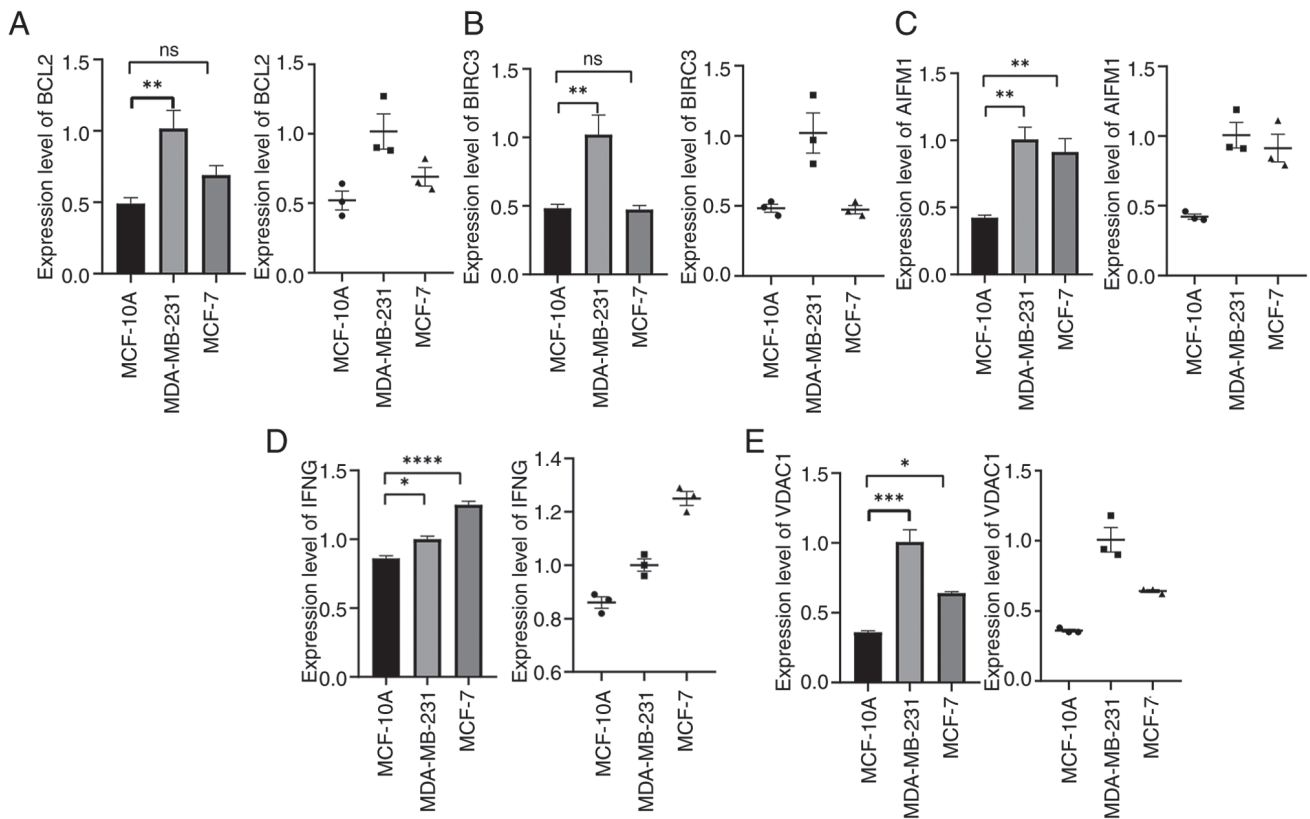 A
Expression level of BCL2
1.5
1.0
0.5
0.0
ns
**
MCF-10A
MDA-MB-231
MCF-7
Expression level of BCL2
1.5
1.0
0.5
0.0
MCF-10A
MDA-MB-231
MCF-7
B
Expression level of BIRC3
1.5
1.0
0.5
0.0
ns
**
MCF-10A
MDA-MB-231
MCF-7
Expression level of BIRC3
1.5
1.0
0.5
0.0
MCF-10A
MDA-MB-231
MCF-7
C
Expression level of AIFM1
1.5
1.0
0.5
0.0
**
**
MCF-10A
MDA-MB-231
MCF-7
Expression level of AIFM1
1.5
1.0
0.5
0.0
MCF-10A
MDA-MB-231
MCF-7
D
Expression level of IFNG
1.5
1.0
0.5
0.0
****
*
MCF-10A
MDA-MB-231
MCF-7
Expression level of IFNG
1.4
1.2
1.0
0.8
0.6
MCF-10A
MDA-MB-231
MCF-7
E
Expression level of VDAC1
1.5
1.0
0.5
0.0
*
***
MCF-10A
MDA-MB-231
MCF-7
Expression level of VDAC1
1.5
1.0
0.5
0.0
MCF-10A
MDA-MB-231
MCF-7